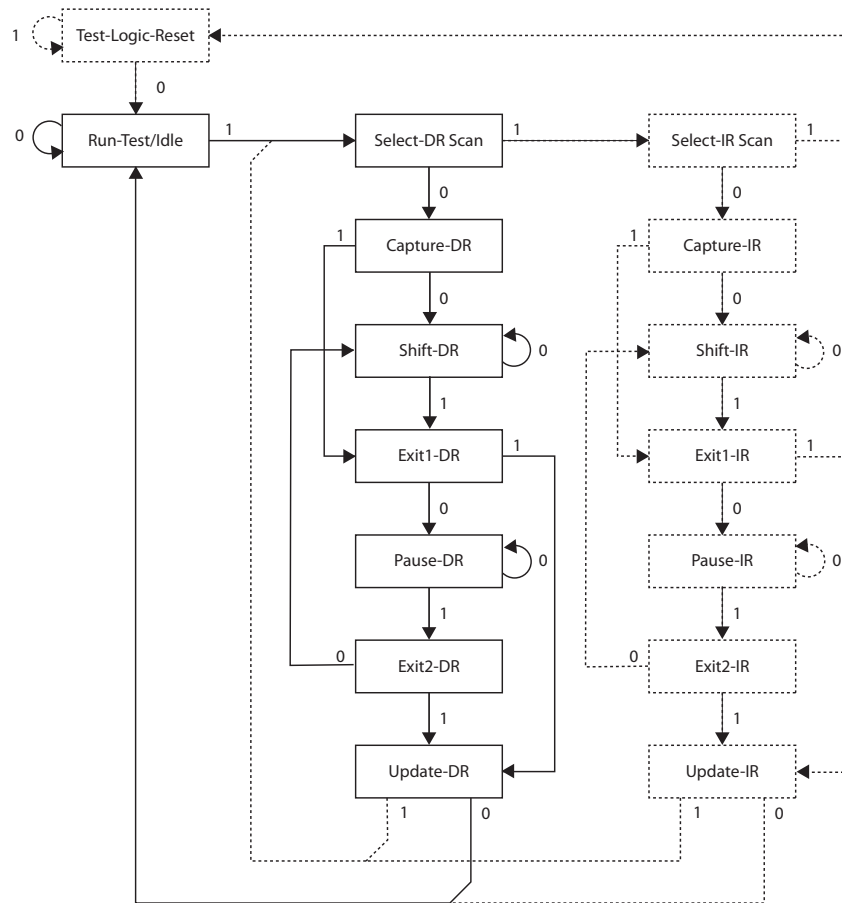 1
Test-Logic-Reset
0
0
Run-Test/Idle
1
Select-DR Scan
1
Select-IR Scan
1
0
0
1
Capture-DR
1
Capture-IR
0
0
Shift-DR
0
Shift-IR
0
1
1
Exit1-DR
1
Exit1-IR
1
0
0
Pause-DR
0
Pause-IR
0
1
1
0
Exit2-DR
0
Exit2-IR
1
1
Update-DR
Update-IR
1
0
1
0